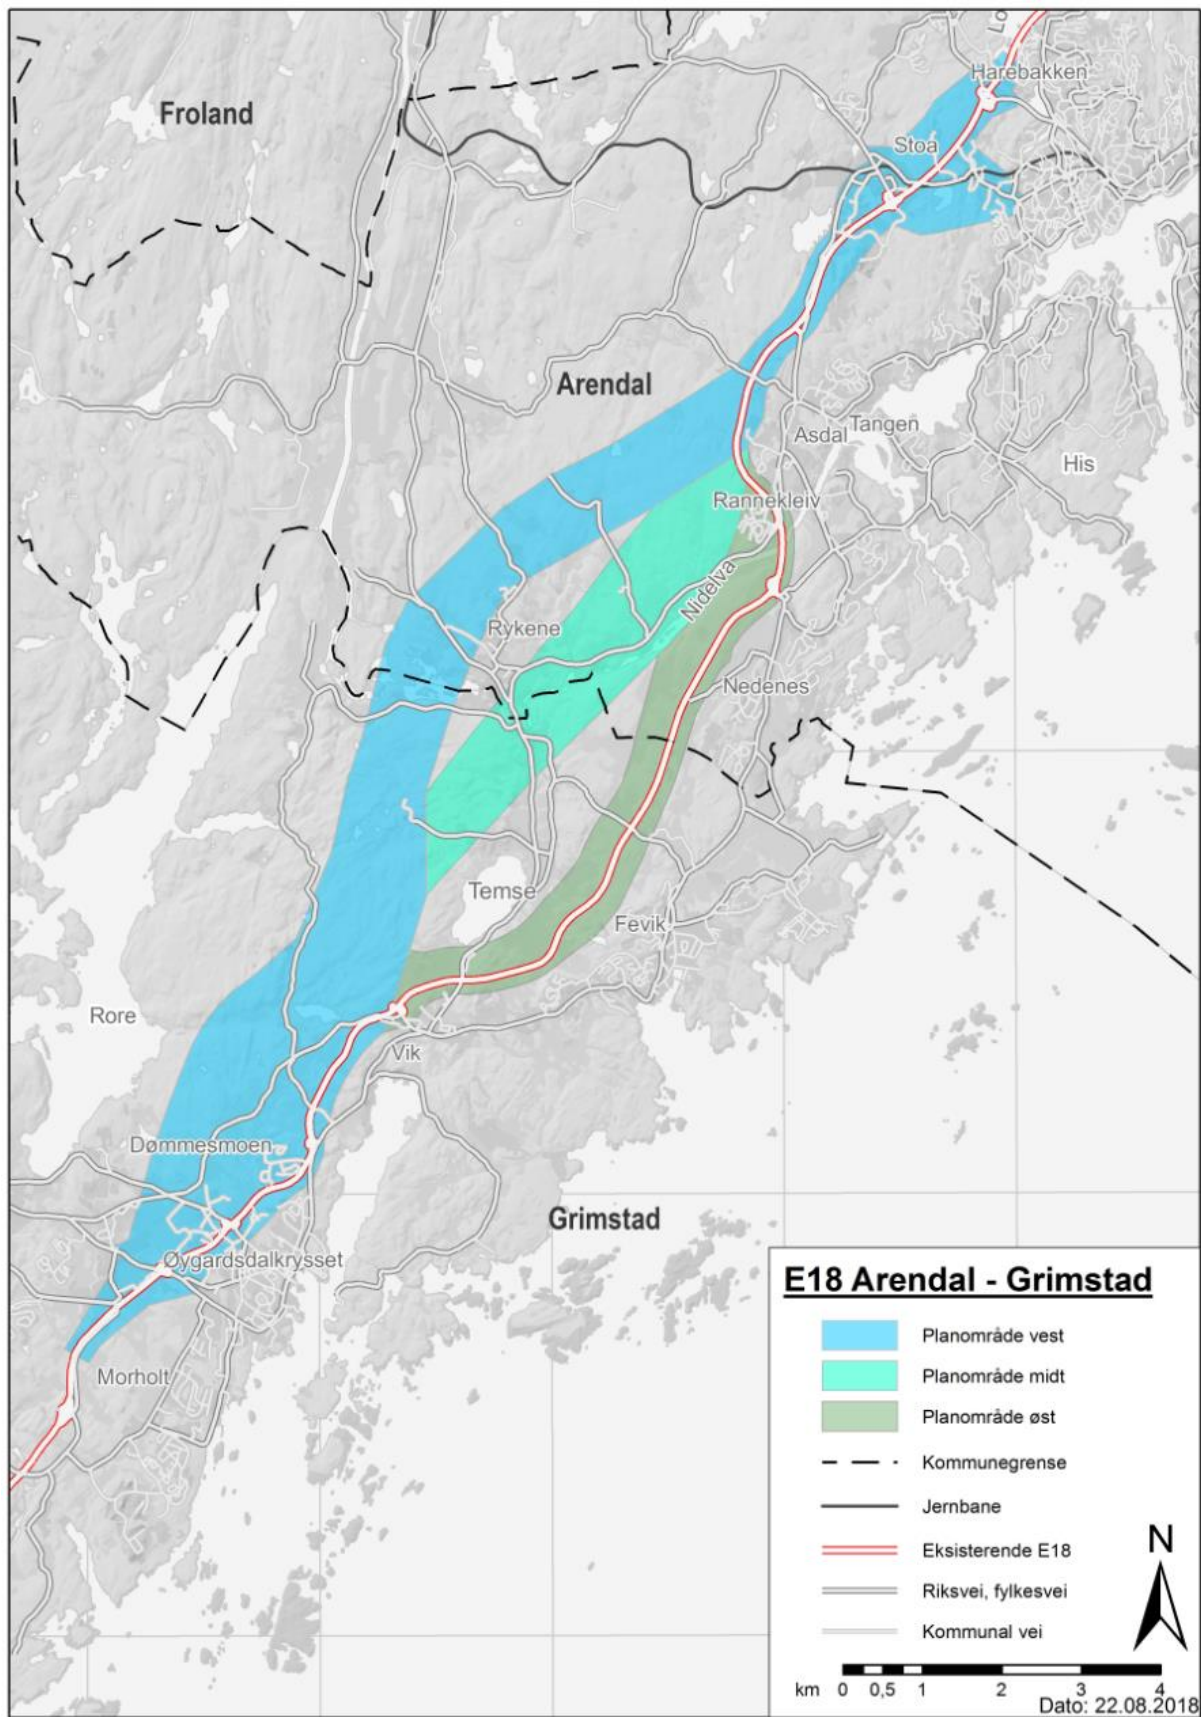 Lo
Harebakken
Froland
Stoa
Arendal
Asdal
Tangen
His
Rannekleiv
Nidelva
Rykene
Nedenes
Temse
Fevik
Rore
Vik
Dømmesmoen
Grimstad
Øygardsdalkrysset
Morholt
E18 Arendal - Grimstad
Planområde vest
Planområde midt
Planområde øst
Kommunegrense
Jernbane
Eksisterende E18
Riksvei, fylkesvei
Kommunal vei
N
km 0 0,5 1 2 3 4
Dato: 22.08.2018